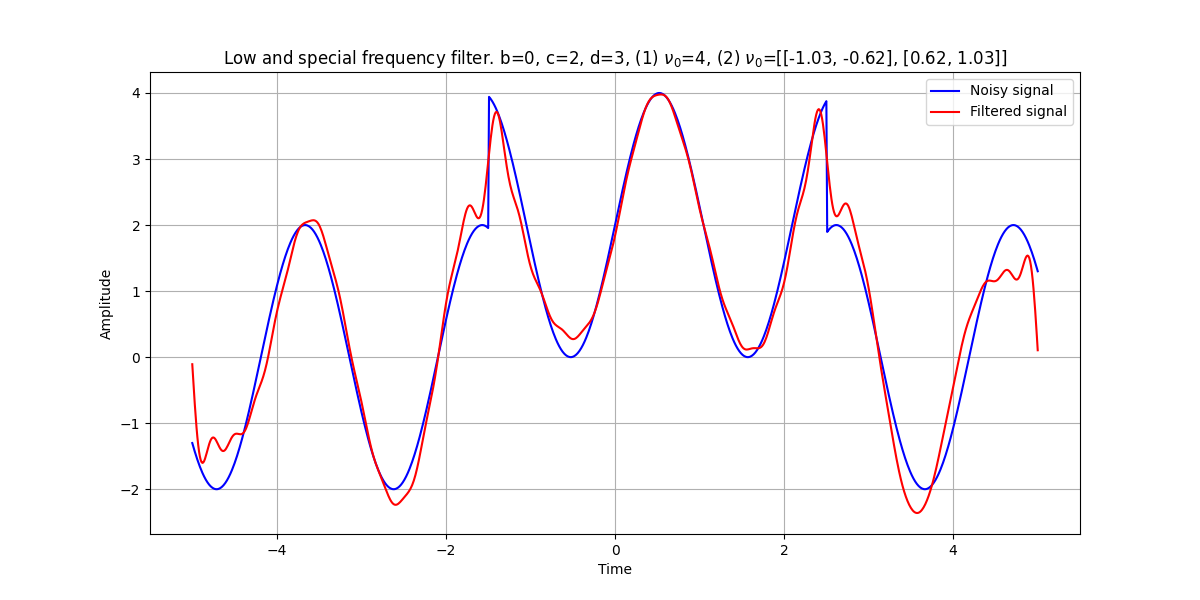 Low and special frequency filter. b=0, c=2, d=3, (1) ν₀=4, (2) ν₀=[[-1.03, -0.62], [0.62, 1.03]]
Noisy signal
Filtered signal
Amplitude
4
3
2
1
0
−1
−2
−4
−2
0
2
4
Time